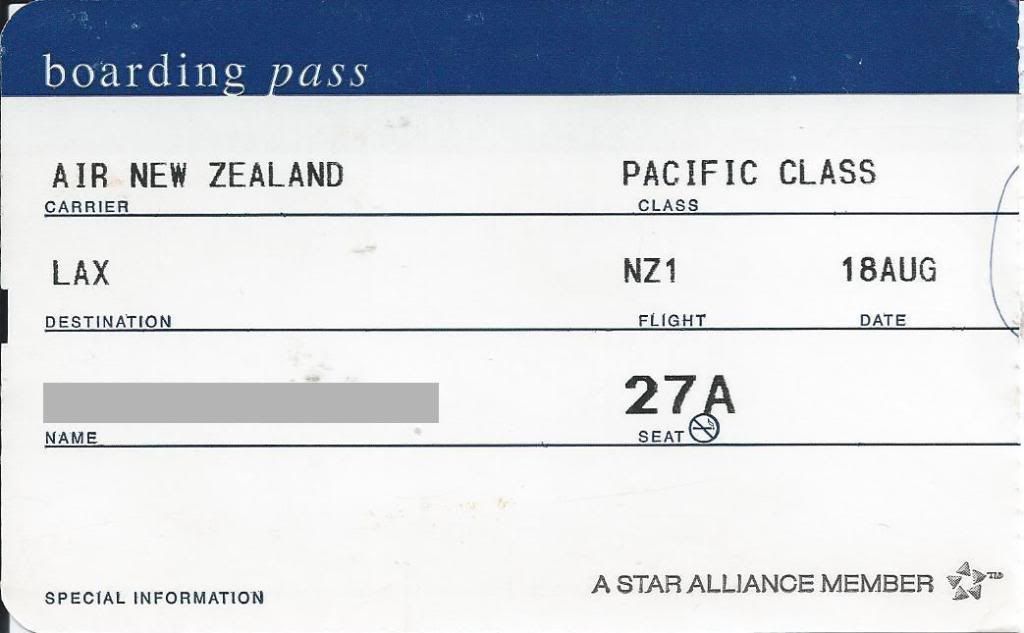 boarding pass
AIR NEW ZEALAND PACIFIC CLASS
CARRIER CLASS
LAX NZ1 18AUG
DESTINATION FLIGHT DATE
27A
NAME SEAT
A STAR ALLIANCE MEMBER
SPECIAL INFORMATION